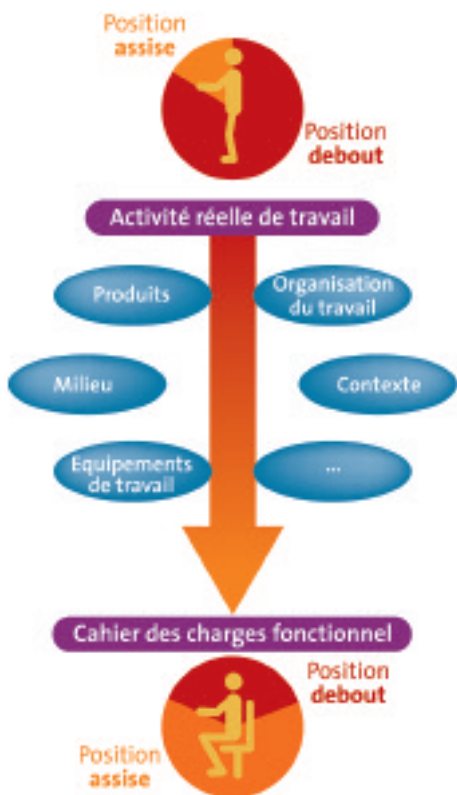 Position
assise
Position
debout
Activité réelle de travail
Produits
Organisation
du travail
Milieu
Contexte
Equipements
de travail
...
Cahier des charges fonctionnel
Position
debout
Position
assise